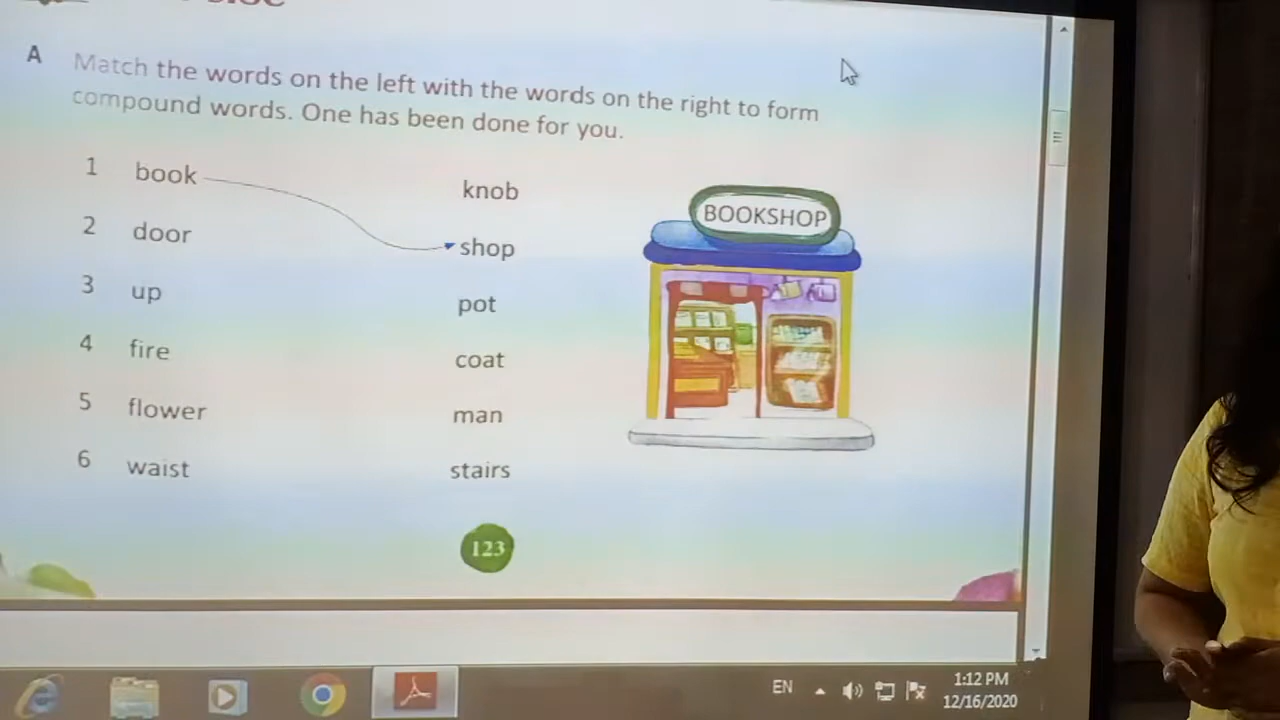 A Match the words on the left with the words on the right to form
compound words. One has been done for you.
1 book knob
2 door shop
3 up pot
4 fire coat
5 flower man
6 waist stairs
BOOKSHOP
123
EN 1:12 PM
12/16/2020